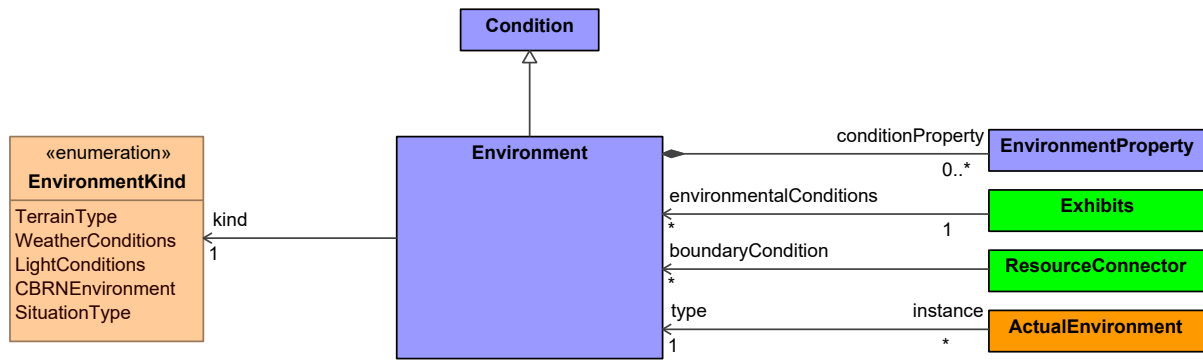 Condition
«enumeration»
EnvironmentKind
TerrainType
WeatherConditions
LightConditions
CBRNEnvironment
SituationType
kind
1
Environment
conditionProperty
0..*
EnvironmentProperty
environmentalConditions
*
1
Exhibits
boundaryCondition
*
ResourceConnector
type
1
instance
*
ActualEnvironment